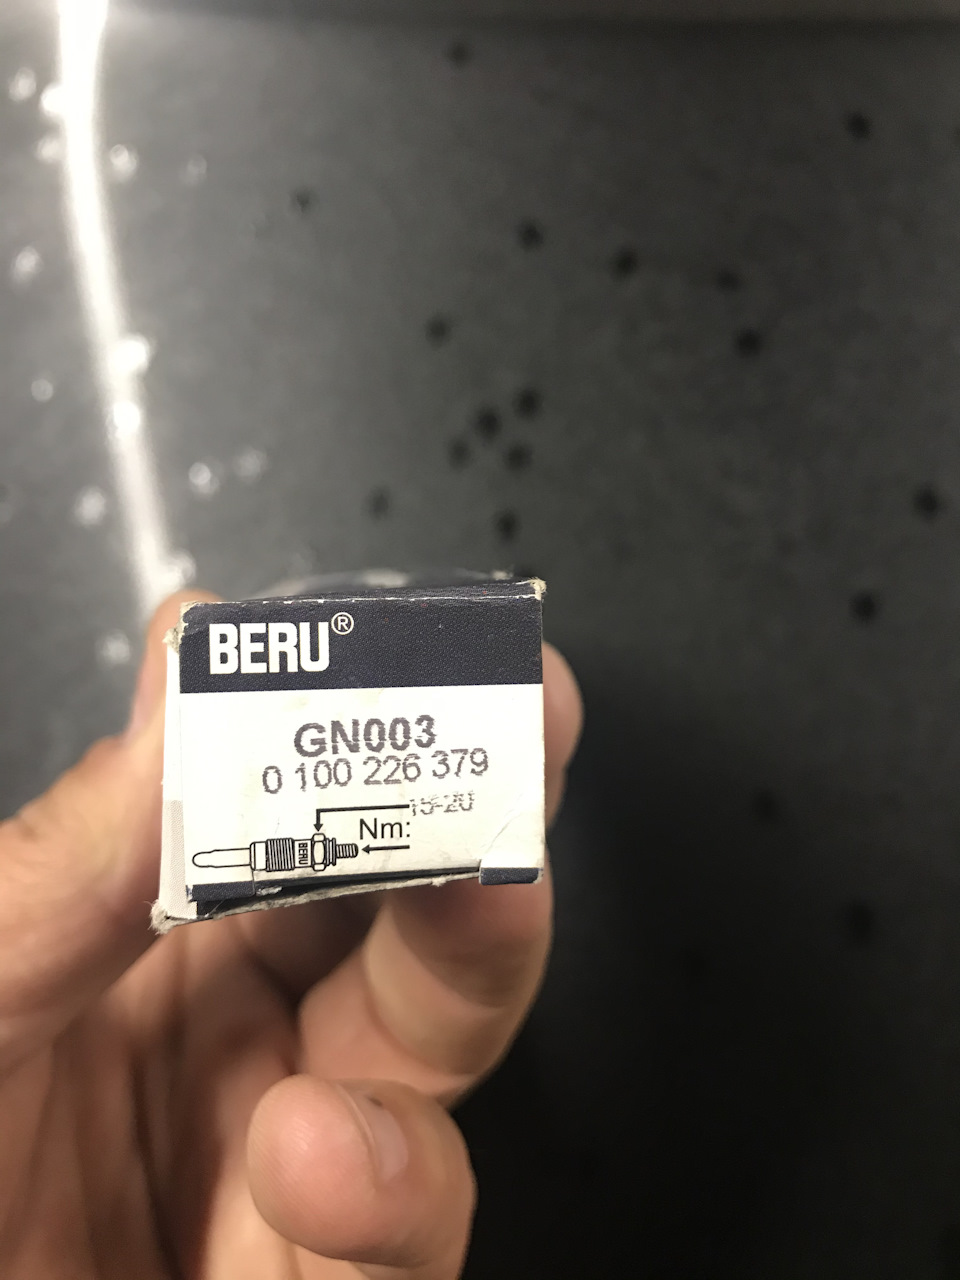 BERU®
GN003
0 100 226 379
15-20
Nm:
BERU